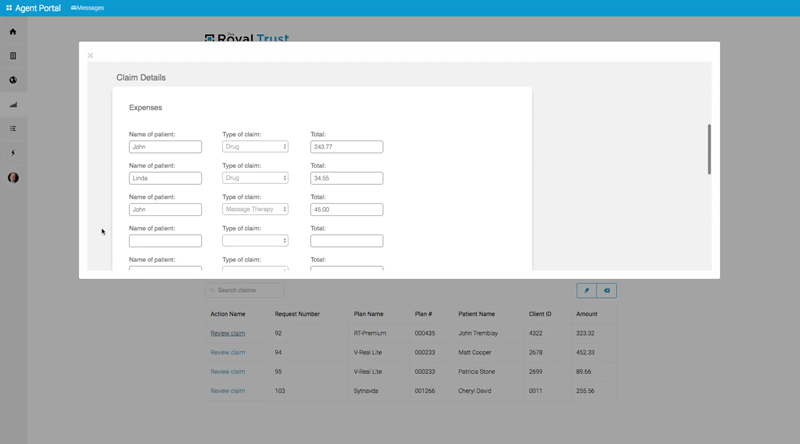 Agent Portal Messages
The
Royal Trust
×
Claim Details
Expenses
Name of patient: Type of claim: Total:
John Drug 243.77
Name of patient: Type of claim: Total:
Linda Drug 34.55
Name of patient: Type of claim: Total:
John Massage Therapy 45.00
Name of patient: Type of claim: Total:
Name of patient: Type of claim: Total:
Search claims
Action Name Request Number Plan Name Plan # Patient Name Client ID Amount
Review claim 92 RT-Premium 000435 John Tremblay 4322 323.32
Review claim 94 V-Real Lite 000233 Matt Cooper 2678 452.33
Review claim 95 V-Real Lite 000233 Patricia Stone 2699 89.66
Review claim 103 Sytnavda 001266 Cheryl David 0011 255.56